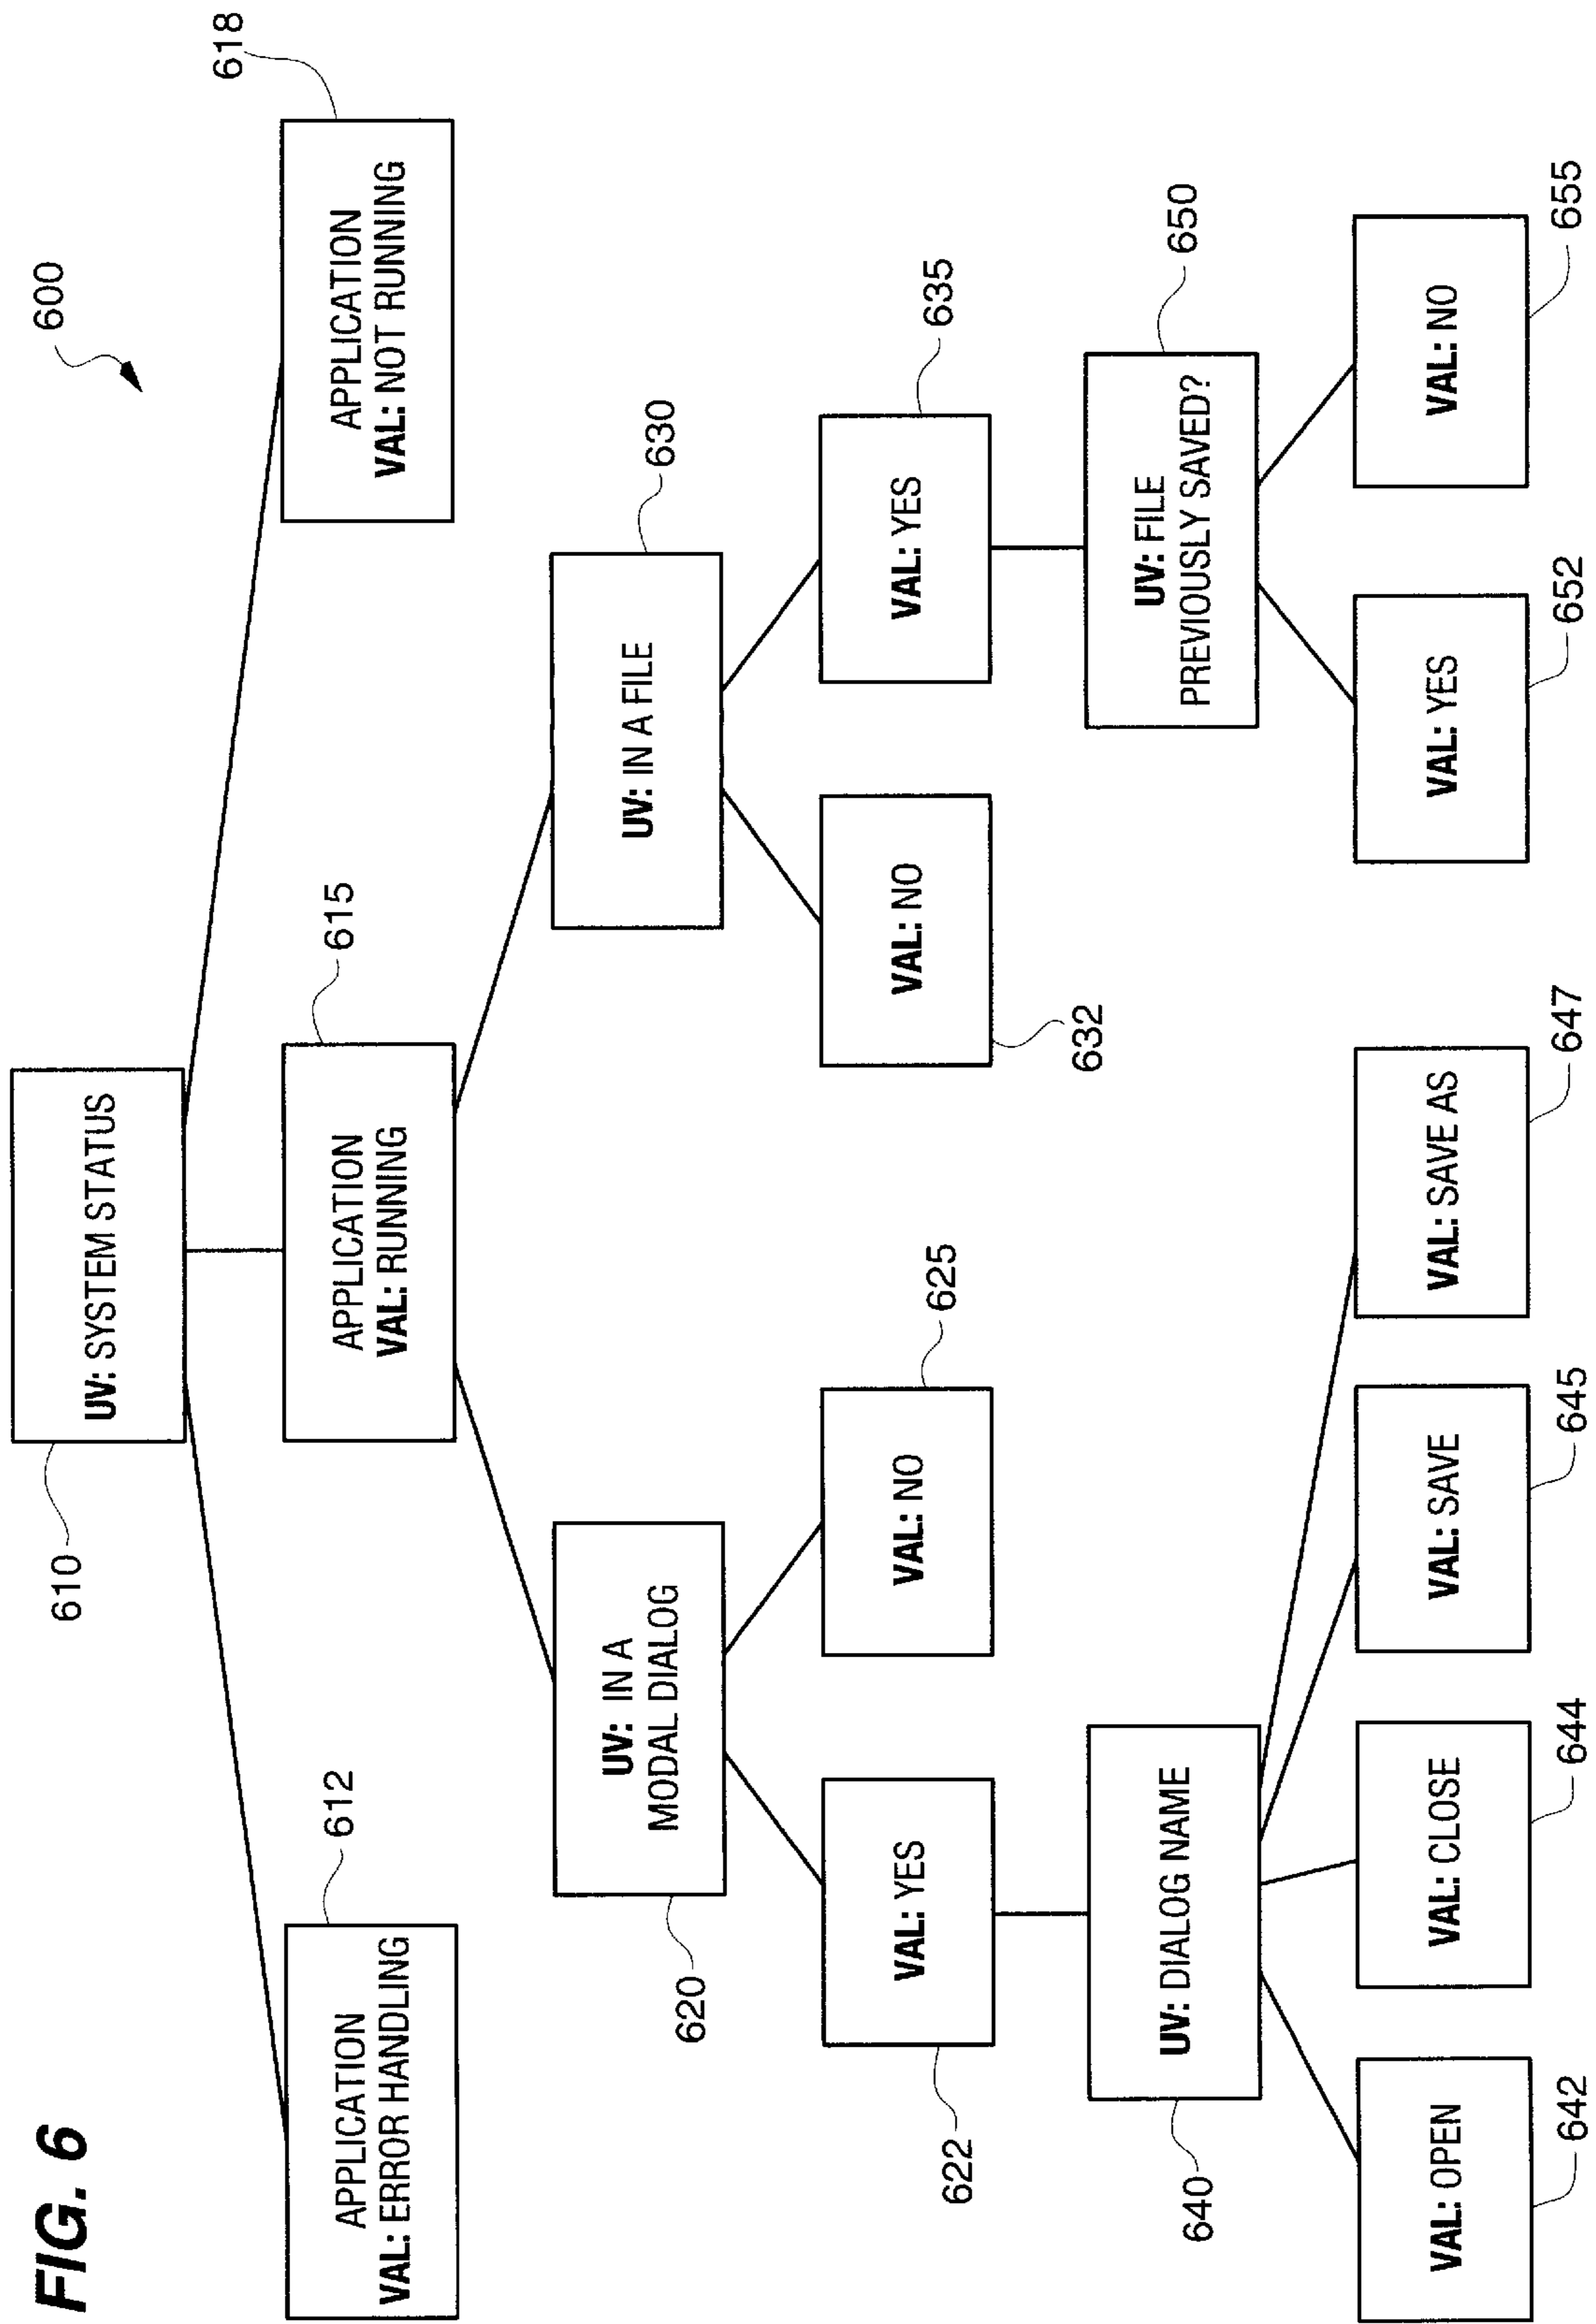 FIG. 6
600
UV: SYSTEM STATUS
610
APPLICATION
VAL: ERROR HANDLING
612
APPLICATION
VAL: RUNNING
615
APPLICATION
VAL: NOT RUNNING
618
UV: IN A
MODAL DIALOG
620
UV: IN A FILE
630
VAL: YES
622
VAL: NO
625
VAL: NO
632
VAL: YES
635
UV: DIALOG NAME
640
UV: FILE
PREVIOUSLY SAVED?
650
VAL: OPEN
642
VAL: CLOSE
644
VAL: SAVE
645
VAL: SAVE AS
647
VAL: YES
652
VAL: NO
655